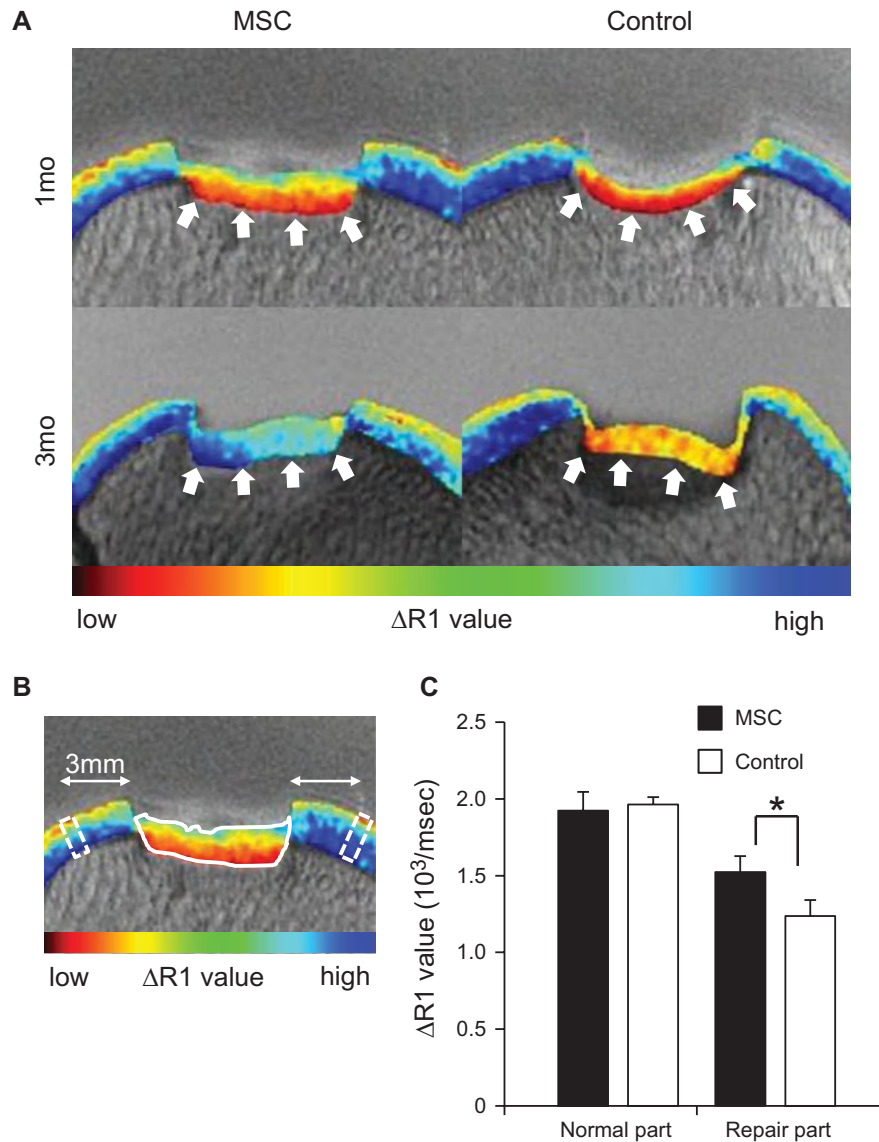 A
MSC Control
1mo
3mo
low ΔR1 value high
B
3mm
low ΔR1 value high
C
MSC
Control
*
ΔR1 value (10³/msec)
2.5
2.0
1.5
1.0
0.5
0
Normal part Repair part